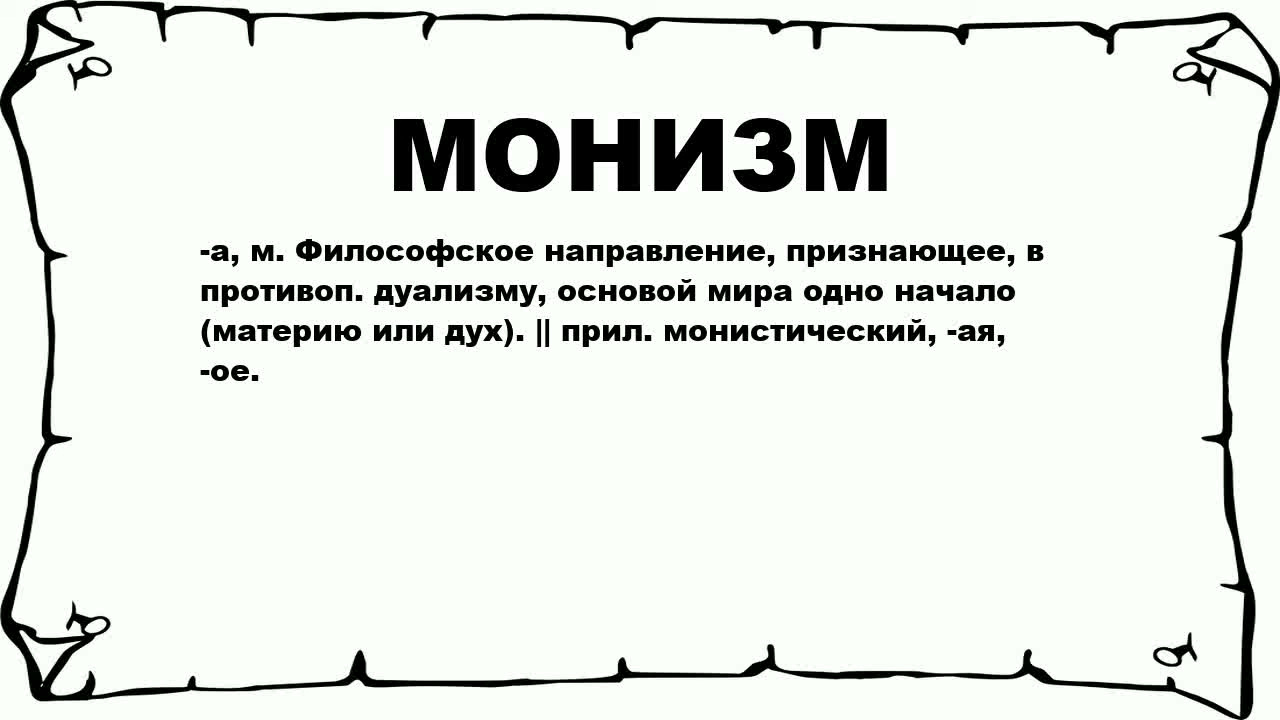 МОНИЗМ
-а, м. Философское направление, признающее, в
противоп. дуализму, основой мира одно начало
(материю или дух). || прил. монистический, -ая,
-ое.